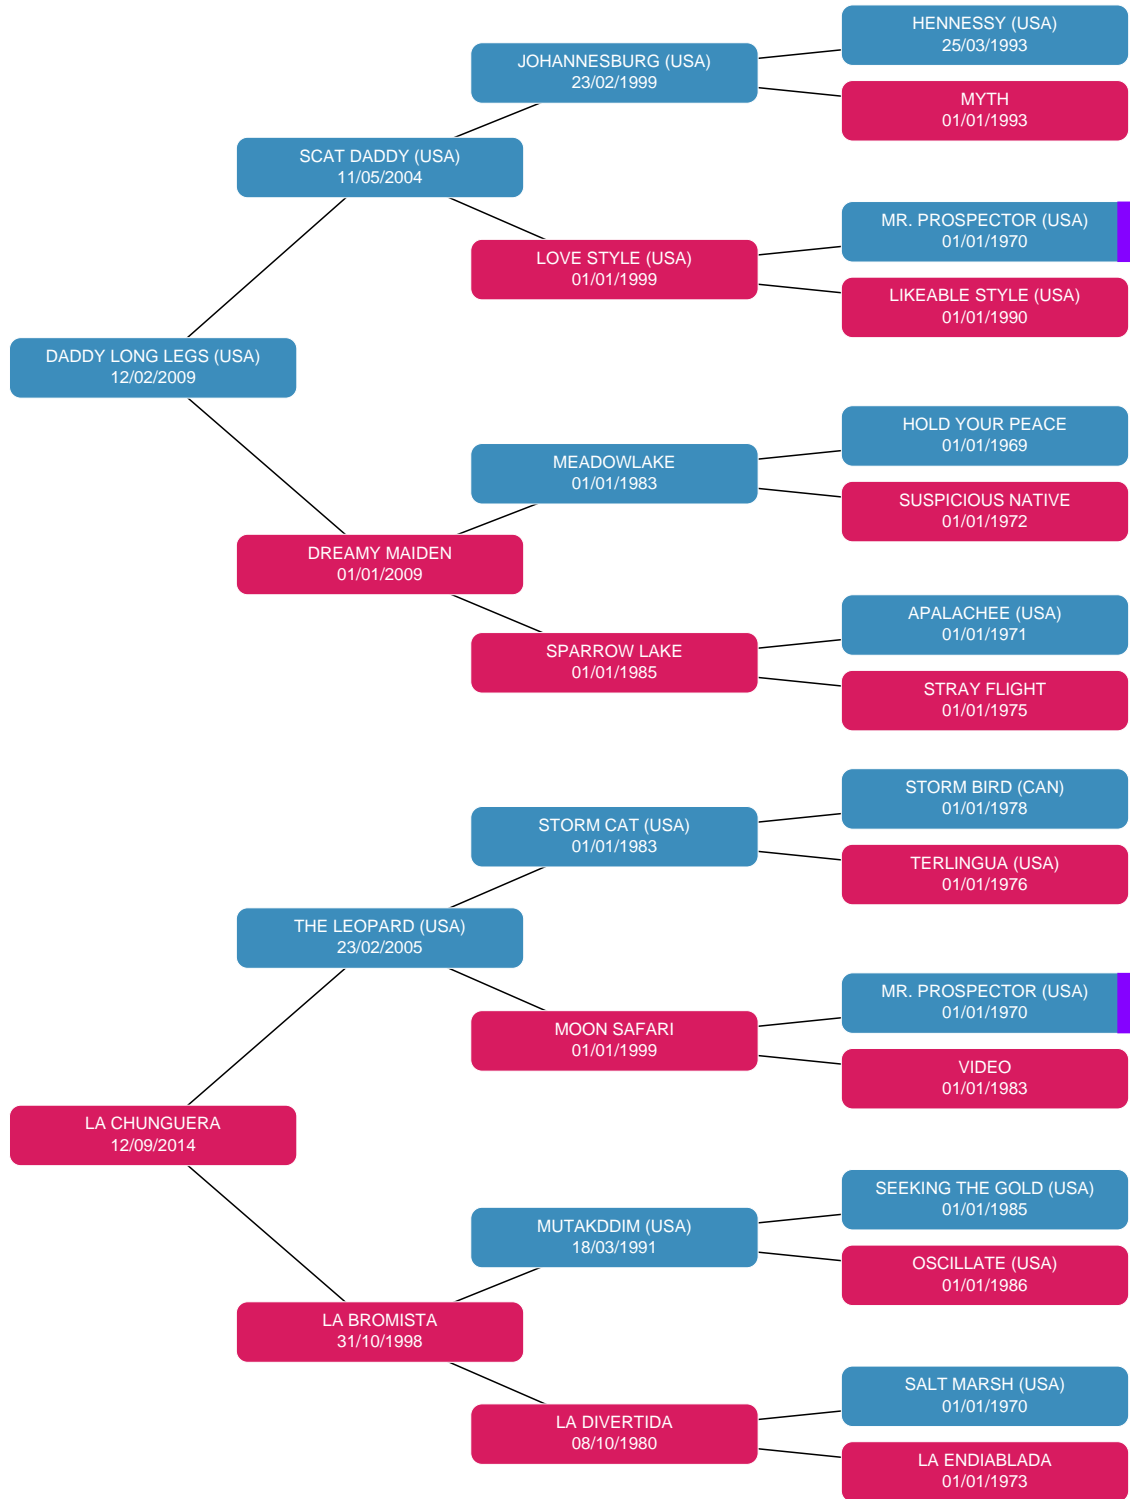 HENNESSY (USA)
25/03/1993
JOHANNESBURG (USA)
23/02/1999
MYTH
01/01/1993
SCAT DADDY (USA)
11/05/2004
MR. PROSPECTOR (USA)
01/01/1970
LOVE STYLE (USA)
01/01/1999
LIKEABLE STYLE (USA)
01/01/1990
DADDY LONG LEGS (USA)
12/02/2009
HOLD YOUR PEACE
01/01/1969
MEADOWLAKE
01/01/1983
SUSPICIOUS NATIVE
01/01/1972
DREAMY MAIDEN
01/01/2009
APALACHEE (USA)
01/01/1971
SPARROW LAKE
01/01/1985
STRAY FLIGHT
01/01/1975
STORM BIRD (CAN)
01/01/1978
STORM CAT (USA)
01/01/1983
TERLINGUA (USA)
01/01/1976
THE LEOPARD (USA)
23/02/2005
MR. PROSPECTOR (USA)
01/01/1970
MOON SAFARI
01/01/1999
VIDEO
01/01/1983
LA CHUNGUERA
12/09/2014
SEEKING THE GOLD (USA)
01/01/1985
MUTAKDDIM (USA)
18/03/1991
OSCILLATE (USA)
01/01/1986
LA BROMISTA
31/10/1998
SALT MARSH (USA)
01/01/1970
LA DIVERTIDA
08/10/1980
LA ENDIABLADA
01/01/1973